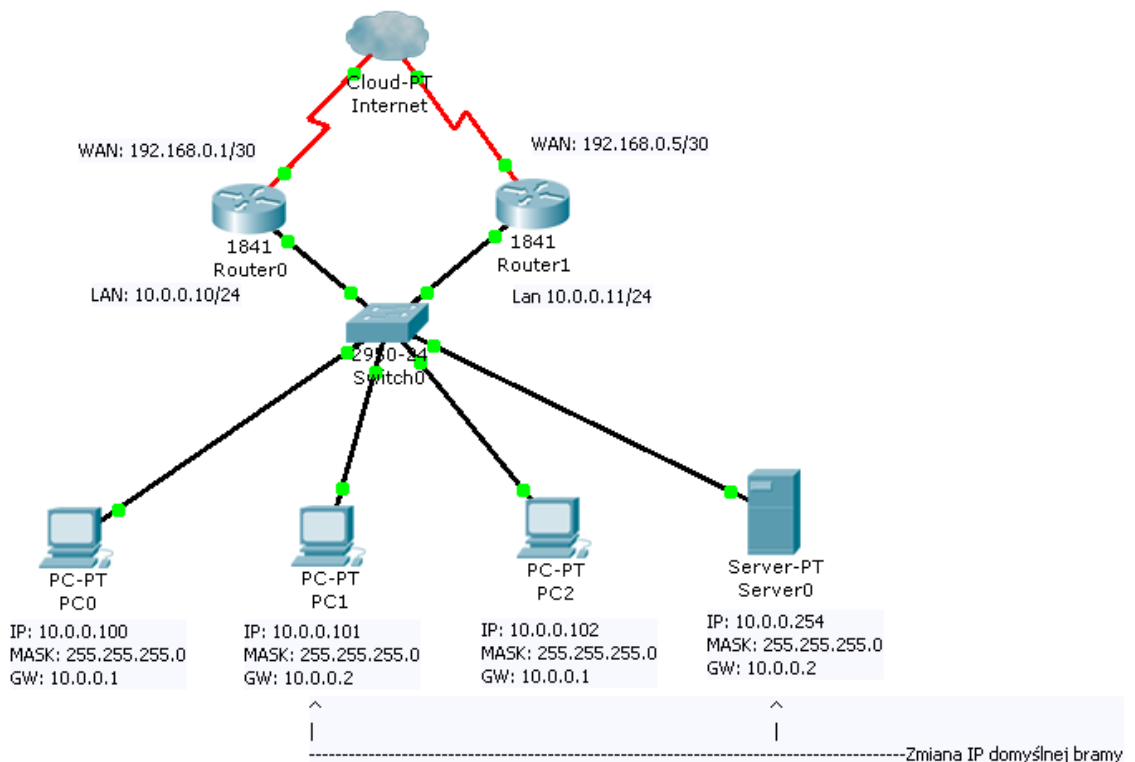 Cloud-PT
Internet
WAN: 192.168.0.1/30
WAN: 192.168.0.5/30
1841
Router0
1841
Router1
LAN: 10.0.0.10/24
Lan 10.0.0.11/24
2950-24
Switch0
PC-PT
PC0
PC-PT
PC1
PC-PT
PC2
Server-PT
Server0
IP: 10.0.0.100
MASK: 255.255.255.0
GW: 10.0.0.1
IP: 10.0.0.101
MASK: 255.255.255.0
GW: 10.0.0.2
IP: 10.0.0.102
MASK: 255.255.255.0
GW: 10.0.0.1
IP: 10.0.0.254
MASK: 255.255.255.0
GW: 10.0.0.2
Zmiana IP domyślnej bramy